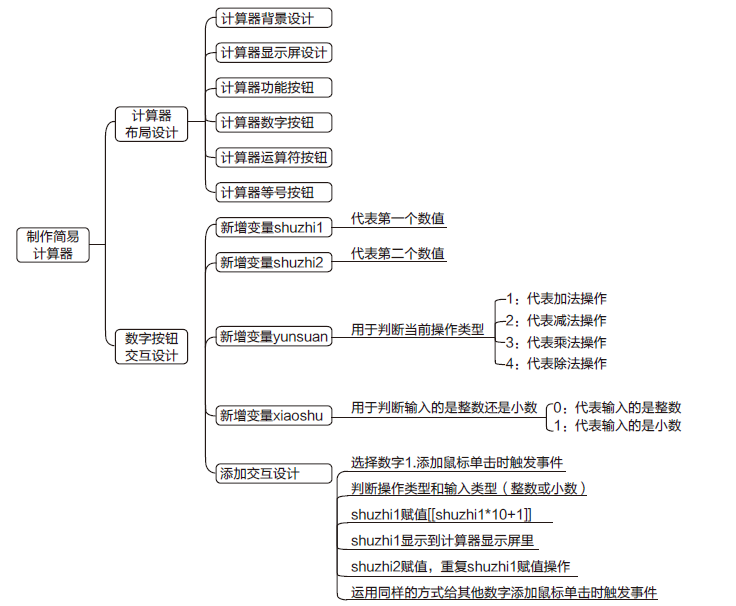 制作简易
计算器
计算器
布局设计
计算器背景设计
计算器显示屏设计
计算器功能按钮
计算器数字按钮
计算器运算符按钮
计算器等号按钮
数字按钮
交互设计
新增变量shuzhi1
代表第一个数值
新增变量shuzhi2
代表第二个数值
新增变量yunsuan
用于判断当前操作类型
1：代表加法操作
2：代表减法操作
3：代表乘法操作
4：代表除法操作
新增变量xiaoshu
用于判断输入的是整数还是小数
0：代表输入的是整数
1：代表输入的是小数
添加交互设计
选择数字1.添加鼠标单击时触发事件
判断操作类型和输入类型（整数或小数）
shuzhi1赋值[[shuzhi1*10+1]]
shuzhi1显示到计算器显示屏里
shuzhi2赋值，重复shuzhi1赋值操作
运用同样的方式给其他数字添加鼠标单击时触发事件